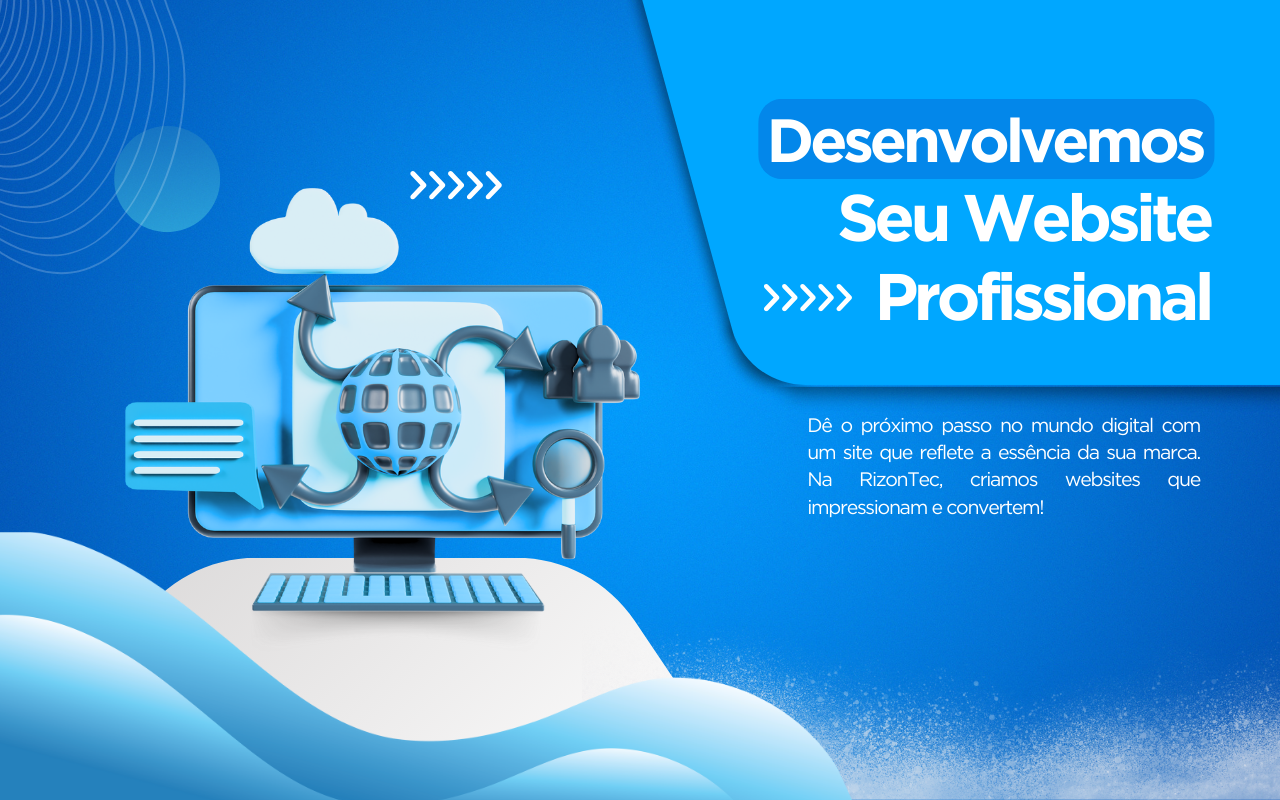 Desenvolvemos
Seu Website
Profissional
Dê o próximo passo no mundo digital com
um site que reflete a essência da sua marca.
Na RizonTec, criamos websites que
impressionam e convertem!